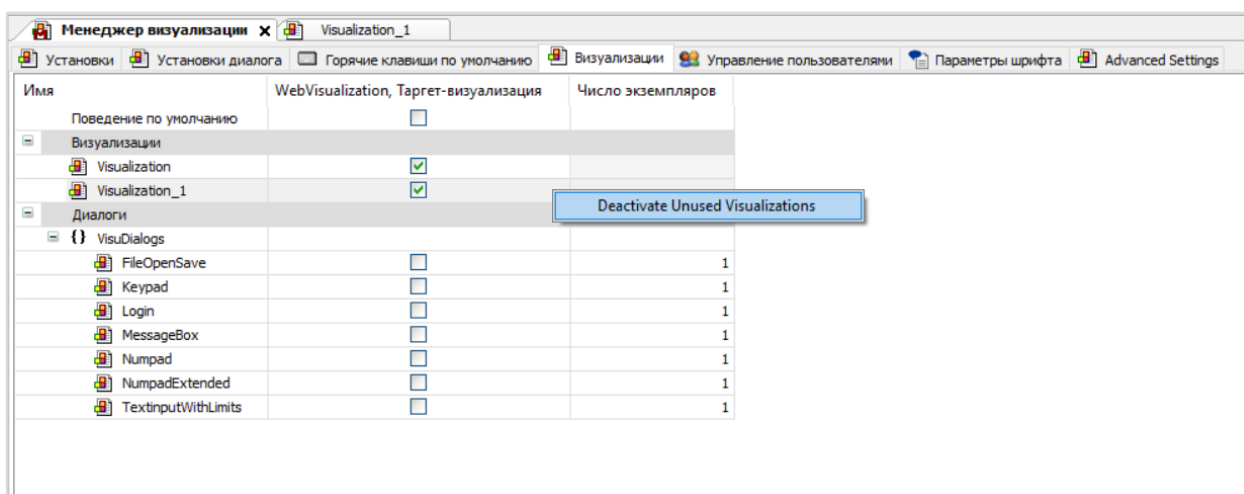 Менеджер визуализации X Visualization_1
Установки Установки диалога Горячие клавиши по умолчанию Визуализации Управление пользователями Параметры шрифта Advanced Settings
Имя WebVisualization, Таргет-визуализация Число экземпляров
Поведение по умолчанию
Визуализации
Visualization
Visualization_1
Deactivate Unused Visualizations
Диалоги
{} VisuDialogs
FileOpenSave 1
Keypad 1
Login 1
MessageBox 1
Numpad 1
NumpadExtended 1
TextinputWithLimits 1